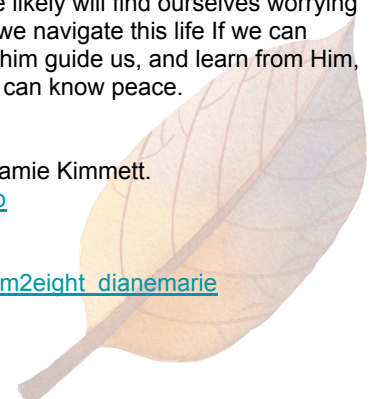 likely will find ourselves worrying
we navigate this life If we can
him guide us, and learn from Him,
can know peace.
amie Kimmett.
m2eight_dianemarie